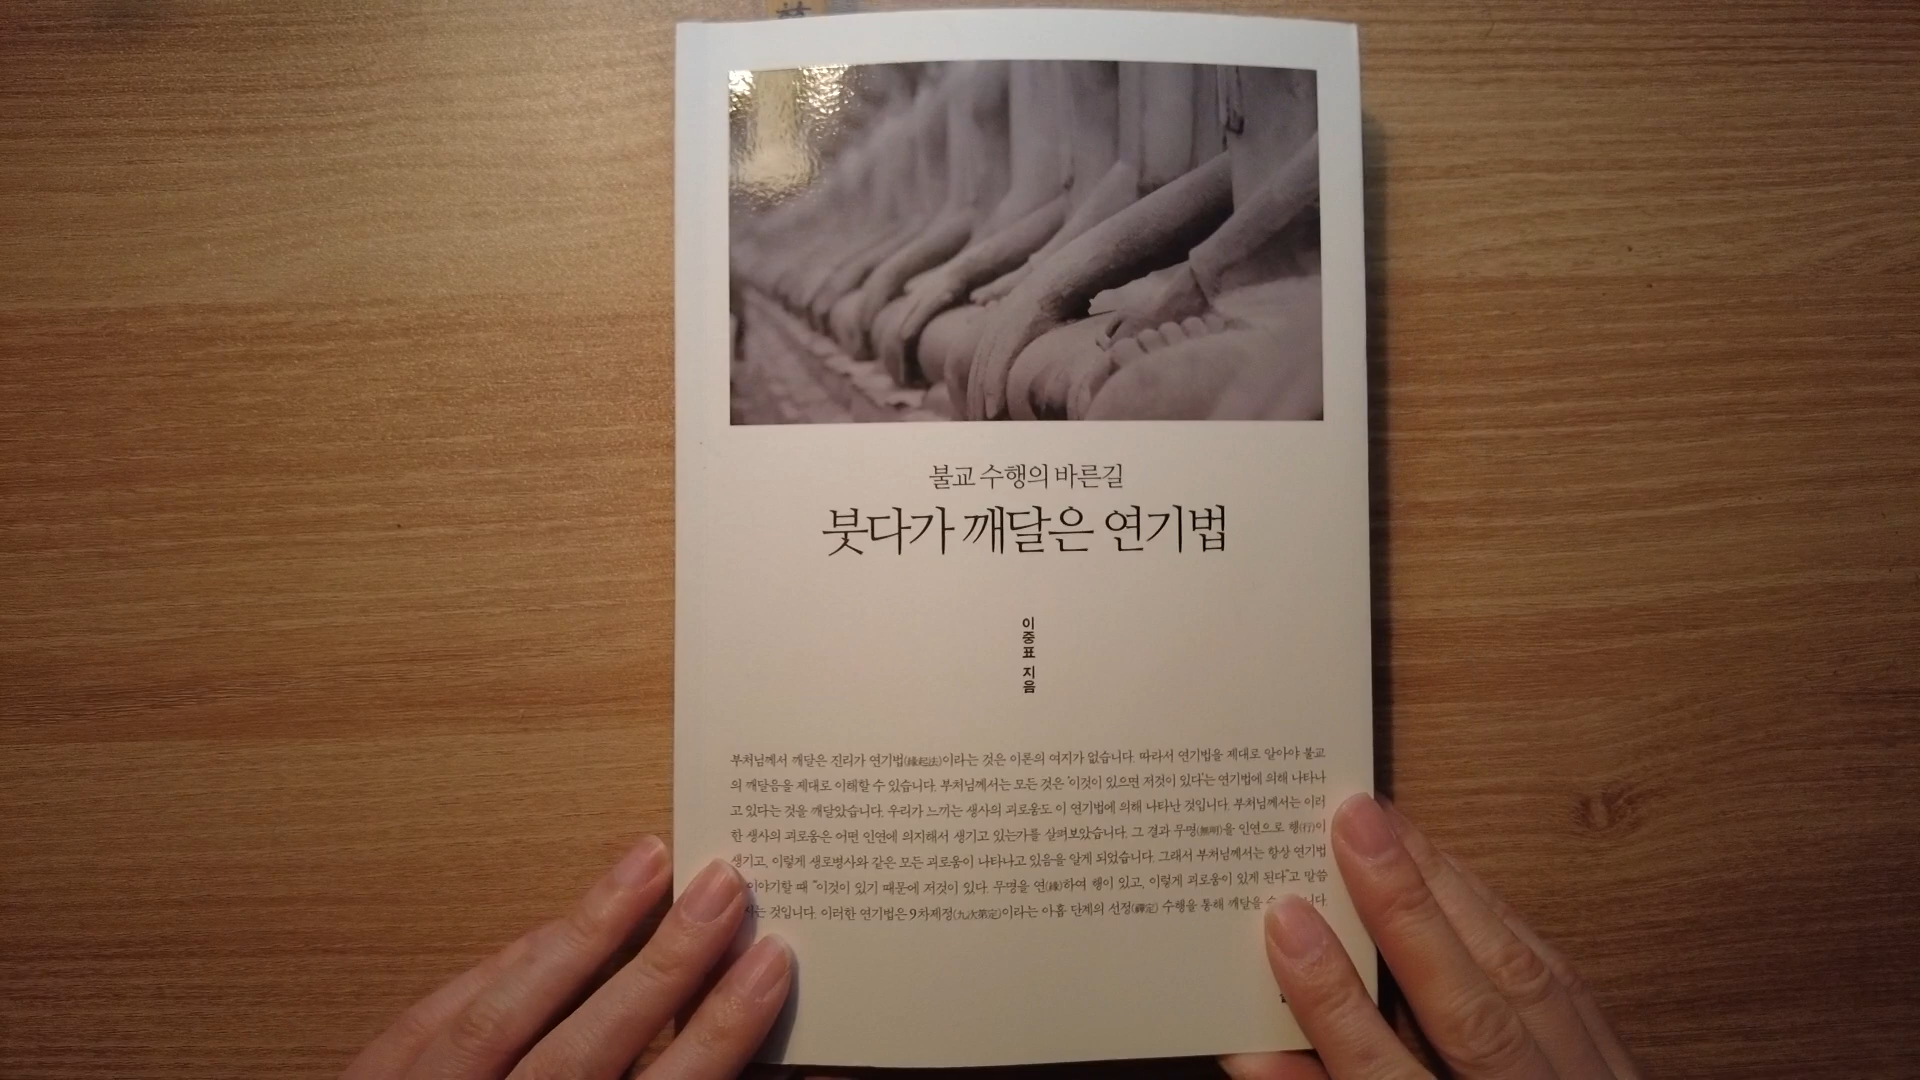 불교 수행의 바른길
붓다가 깨달은 연기법
이중표 지음
부처님께서 깨달은 진리가 연기법(緣起法)이라는 것은 이론의 여지가 없습니다. 따라서 연기법을 제대로 알아야 불교
의 깨달음을 제대로 이해할 수 있습니다. 부처님께서는 모든 것은 '이것이 있으면 저것이 있다'는 연기법에 의해 나타나
고 있다는 것을 깨달았습니다. 우리가 느끼는 생사의 괴로움도 이 연기법에 의해 나타난 것입니다. 부처님께서는 이러
한 생사의 괴로움은 어떤 인연에 의지해서 생기고 있는가를 살펴보았습니다. 그 결과 무명(無明)을 인연으로 행(行)이
생기고, 이렇게 생로병사와 같은 모든 괴로움이 나타나고 있음을 알게 되었습니다. 그래서 부처님께서는 항상 연기법
이야기할 때 "이것이 있기 때문에 저것이 있다. 무명을 연(緣)하여 행이 있고, 이렇게 괴로움이 있게 된다"고 말씀
시는 것입니다. 이러한 연기법은 9차제정(九次第定)이라는 아홉 단계의 선정(禪定) 수행을 통해 깨달을